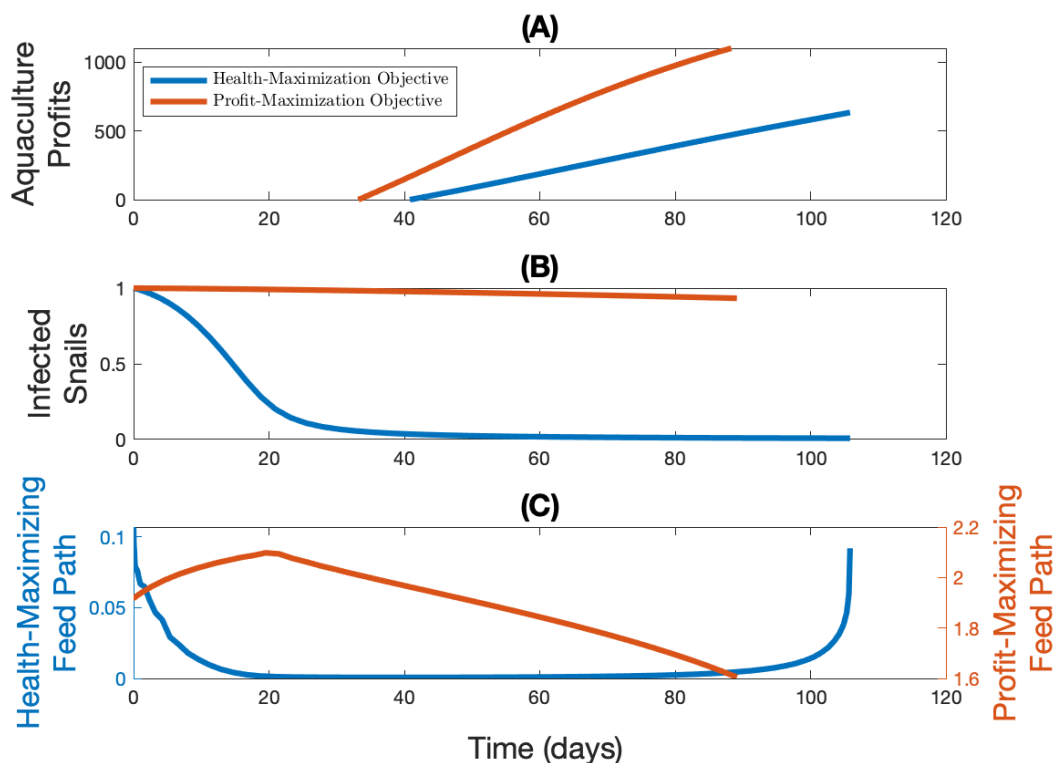 (A)
Aquaculture
Profits
1000
500
0
Health-Maximization Objective
Profit-Maximization Objective
0 20 40 60 80 100 120
(B)
Infected
Snails
1
0.5
0
0 20 40 60 80 100 120
(C)
Health-Maximizing
Feed Path
0.1
0.05
0
2.2
2
1.8
1.6
Profit-Maximizing
Feed Path
0 20 40 60 80 100 120
Time (days)